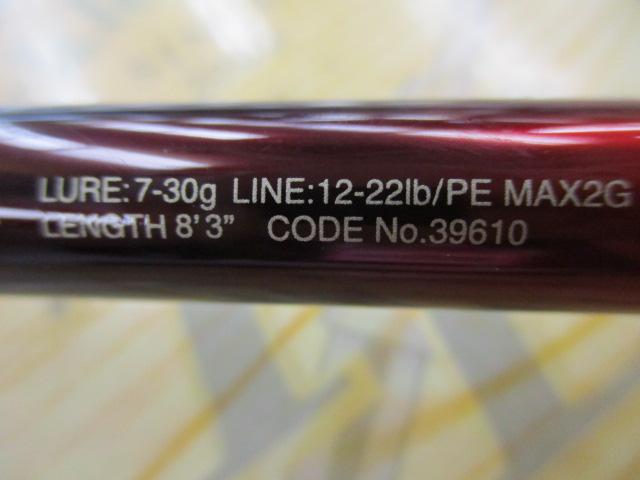 LURE: 7-30g LINE:12-22lb/PE MAX2G
LENGTH 8'3" CODE No.39610